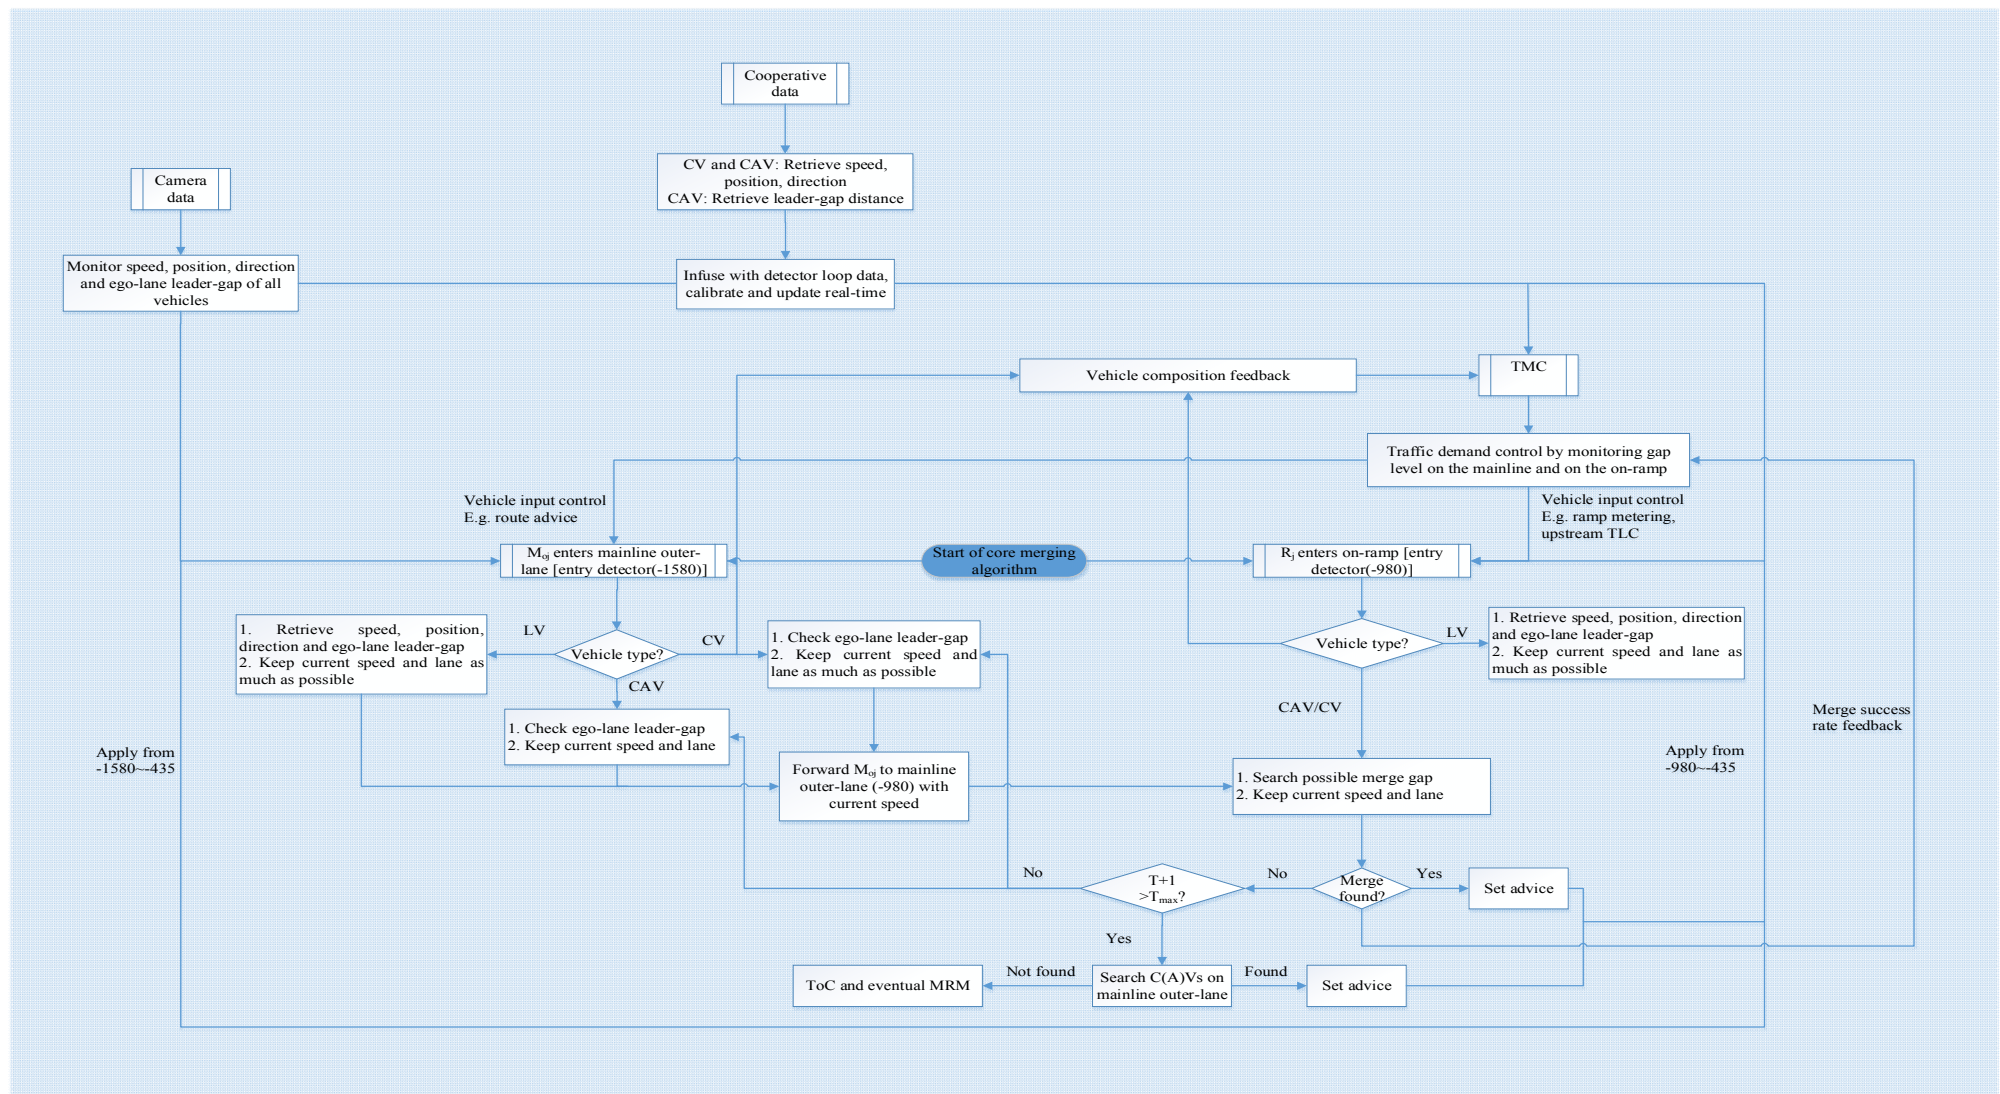 Cooperative
data
CV and CAV: Retrieve speed,
position, direction
CAV: Retrieve leader-gap distance
Camera
data
Monitor speed, position, direction
and ego-lane leader-gap of all
vehicles
Infuse with detector loop data,
calibrate and update real-time
Vehicle composition feedback
TMC
Traffic demand control by monitoring gap
level on the mainline and on the on-ramp
Vehicle input control
E.g. route advice
Vehicle input control
E.g. ramp metering,
upstream TLC
Moj enters mainline outer-
lane [entry detector(-1580)]
Start of core merging
algorithm
Rj enters on-ramp [entry
detector(-980)]
1. Retrieve speed, position,
direction and ego-lane leader-gap
2. Keep current speed and lane as
much as possible
LV
Vehicle type?
CV
CAV
1. Check ego-lane leader-gap
2. Keep current speed and
lane as much as possible
Vehicle type?
LV
1. Retrieve speed, position, direction
and ego-lane leader-gap
2. Keep current speed and lane as
much as possible
CAV/CV
Merge success
rate feedback
1. Check ego-lane leader-gap
2. Keep current speed and lane
Apply from
-1580~-435
Apply from
-980~-435
Forward Moj to mainline
outer-lane (-980) with
current speed
1. Search possible merge gap
2. Keep current speed and lane
No
T+1
>Tmax?
No
Merge
found?
Yes
Set advice
Yes
ToC and eventual MRM
Not found
Search C(A)Vs on
mainline outer-lane
Found
Set advice